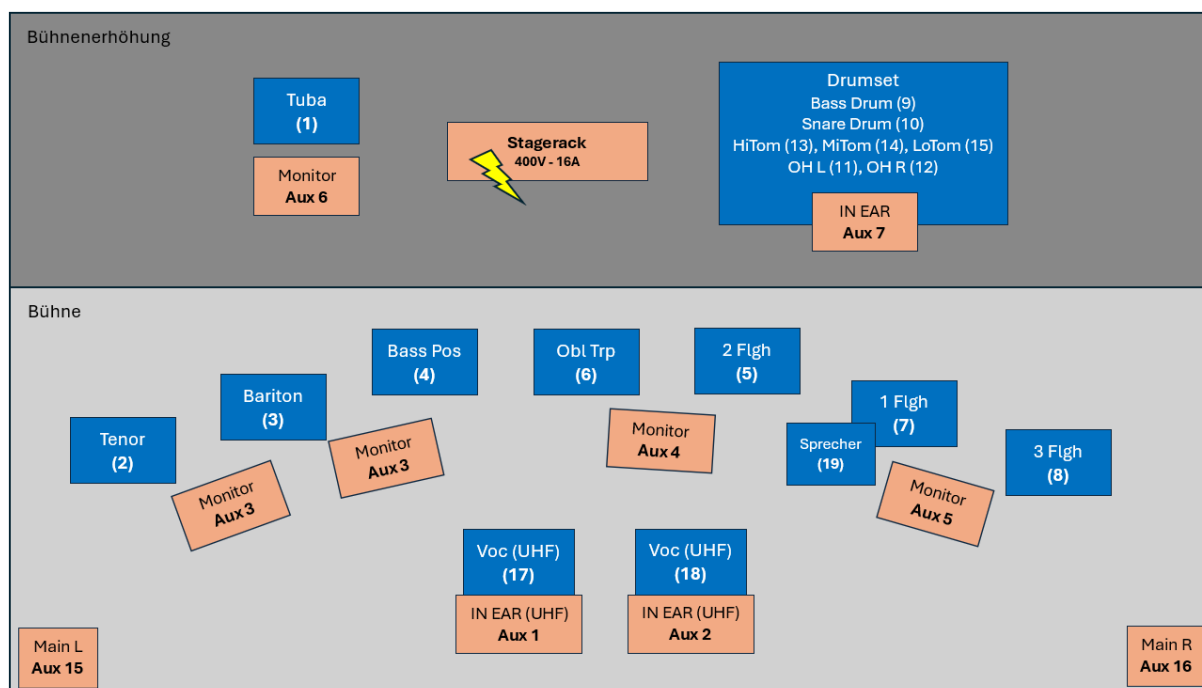 Bühnenerhöhung
Tuba
(1)
Monitor
Aux 6
Stagerack
400V - 16A
Drumset
Bass Drum (9)
Snare Drum (10)
HiTom (13), MiTom (14), LoTom (15)
OH L (11), OH R (12)
IN EAR
Aux 7
Bühne
Tenor
(2)
Bariton
(3)
Bass Pos
(4)
Obl Trp
(6)
2 Flgh
(5)
1 Flgh
(7)
Sprecher
(19)
3 Flgh
(8)
Monitor
Aux 3
Monitor
Aux 3
Monitor
Aux 4
Monitor
Aux 5
Voc (UHF)
(17)
IN EAR (UHF)
Aux 1
Voc (UHF)
(18)
IN EAR (UHF)
Aux 2
Main L
Aux 15
Main R
Aux 16